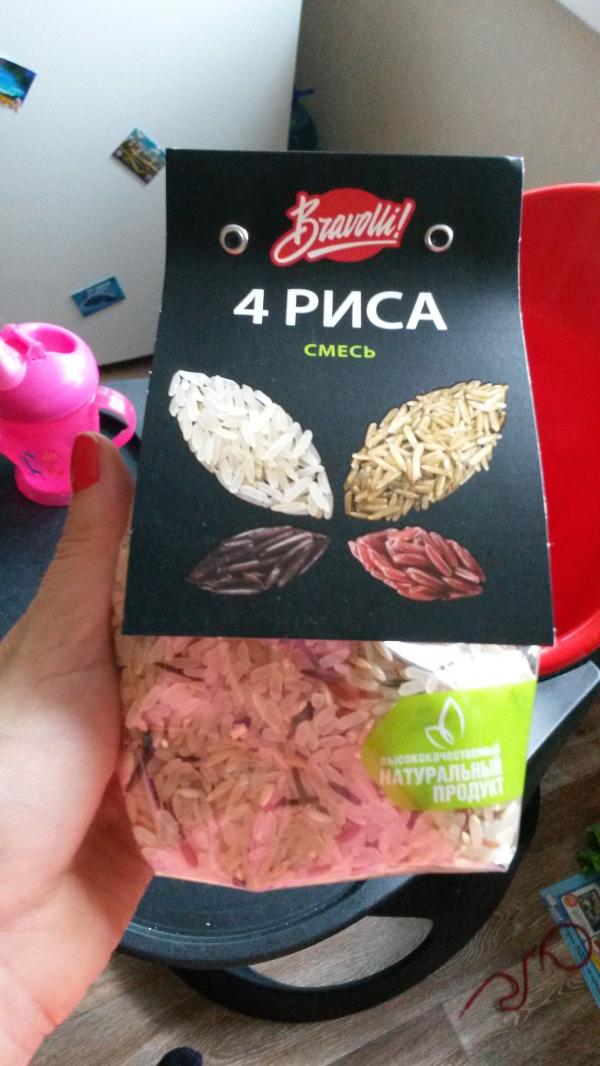 Bravolli!
4 РИСА
СМЕСЬ
ВЫСОКОКАЧЕСТВЕННЫЙ
НАТУРАЛЬНЫЙ
ПРОДУКТ